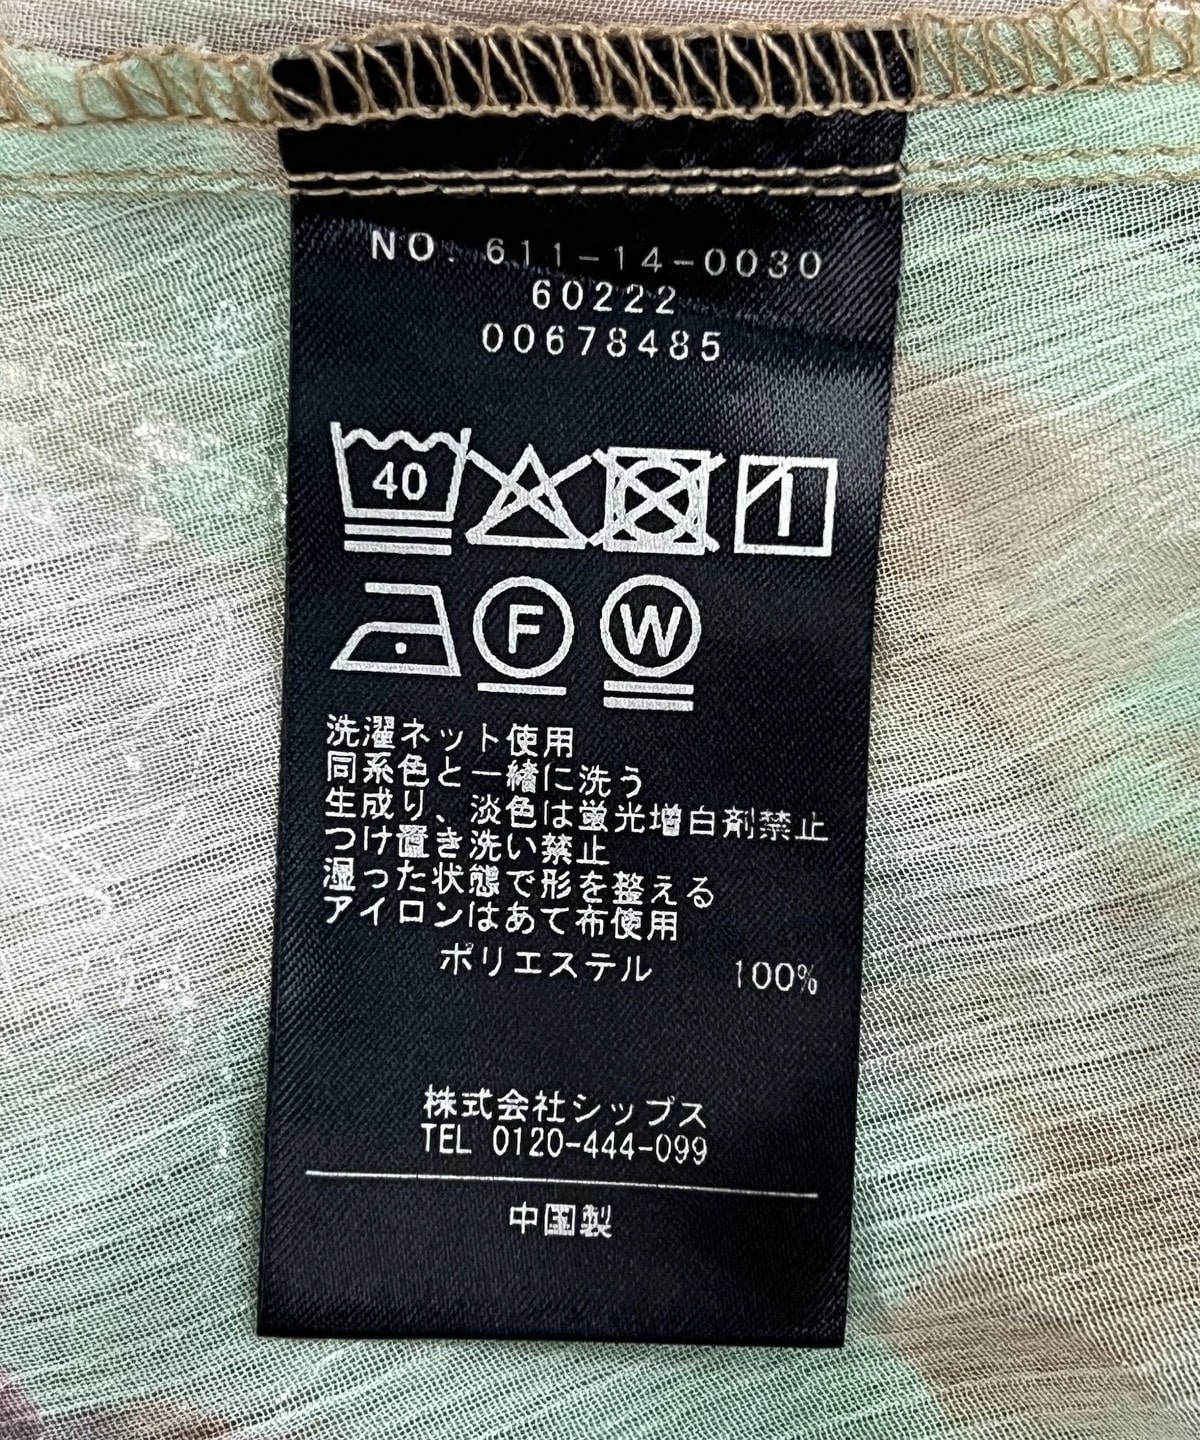 NO. 611-14-0030
60222
00678485
40
F W
洗濯ネット使用
同系色と一緒に洗う
生成り、淡色は蛍光増白剤禁止
つけ置き洗い禁止
湿った状態で形を整える
アイロンはあて布使用
ポリエステル 100%
株式会社シップス
TEL 0120-444-099
中国製